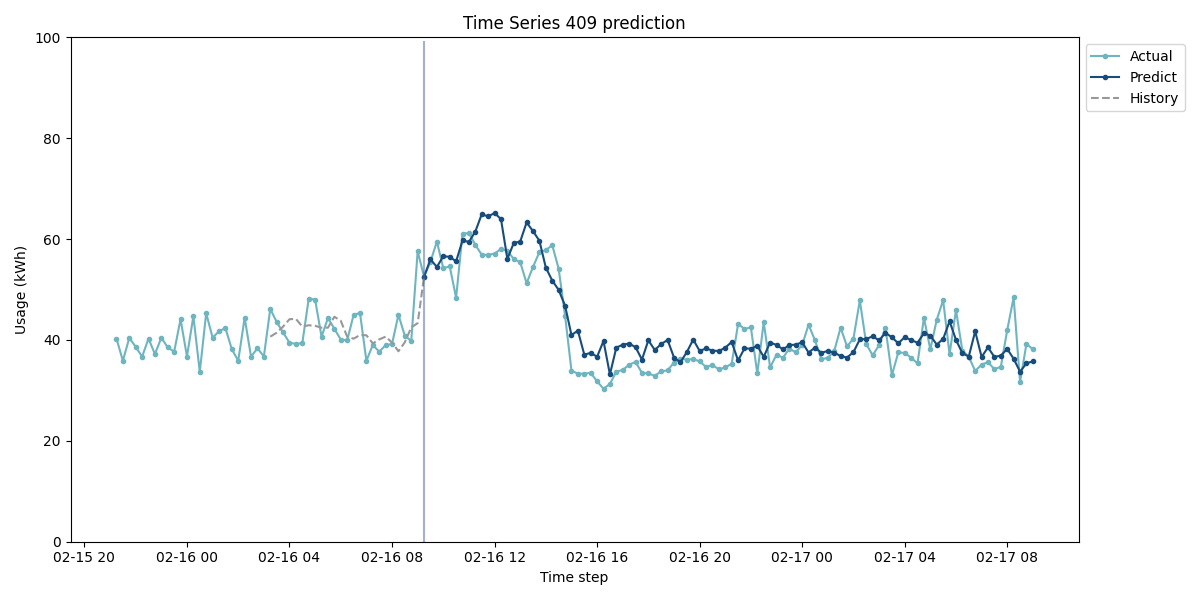 Time Series 409 prediction
Usage (kWh)
100
80
60
40
20
0
02-15 20
02-16 00
02-16 04
02-16 08
02-16 12
02-16 16
02-16 20
02-17 00
02-17 04
02-17 08
Time step
Actual
Predict
History